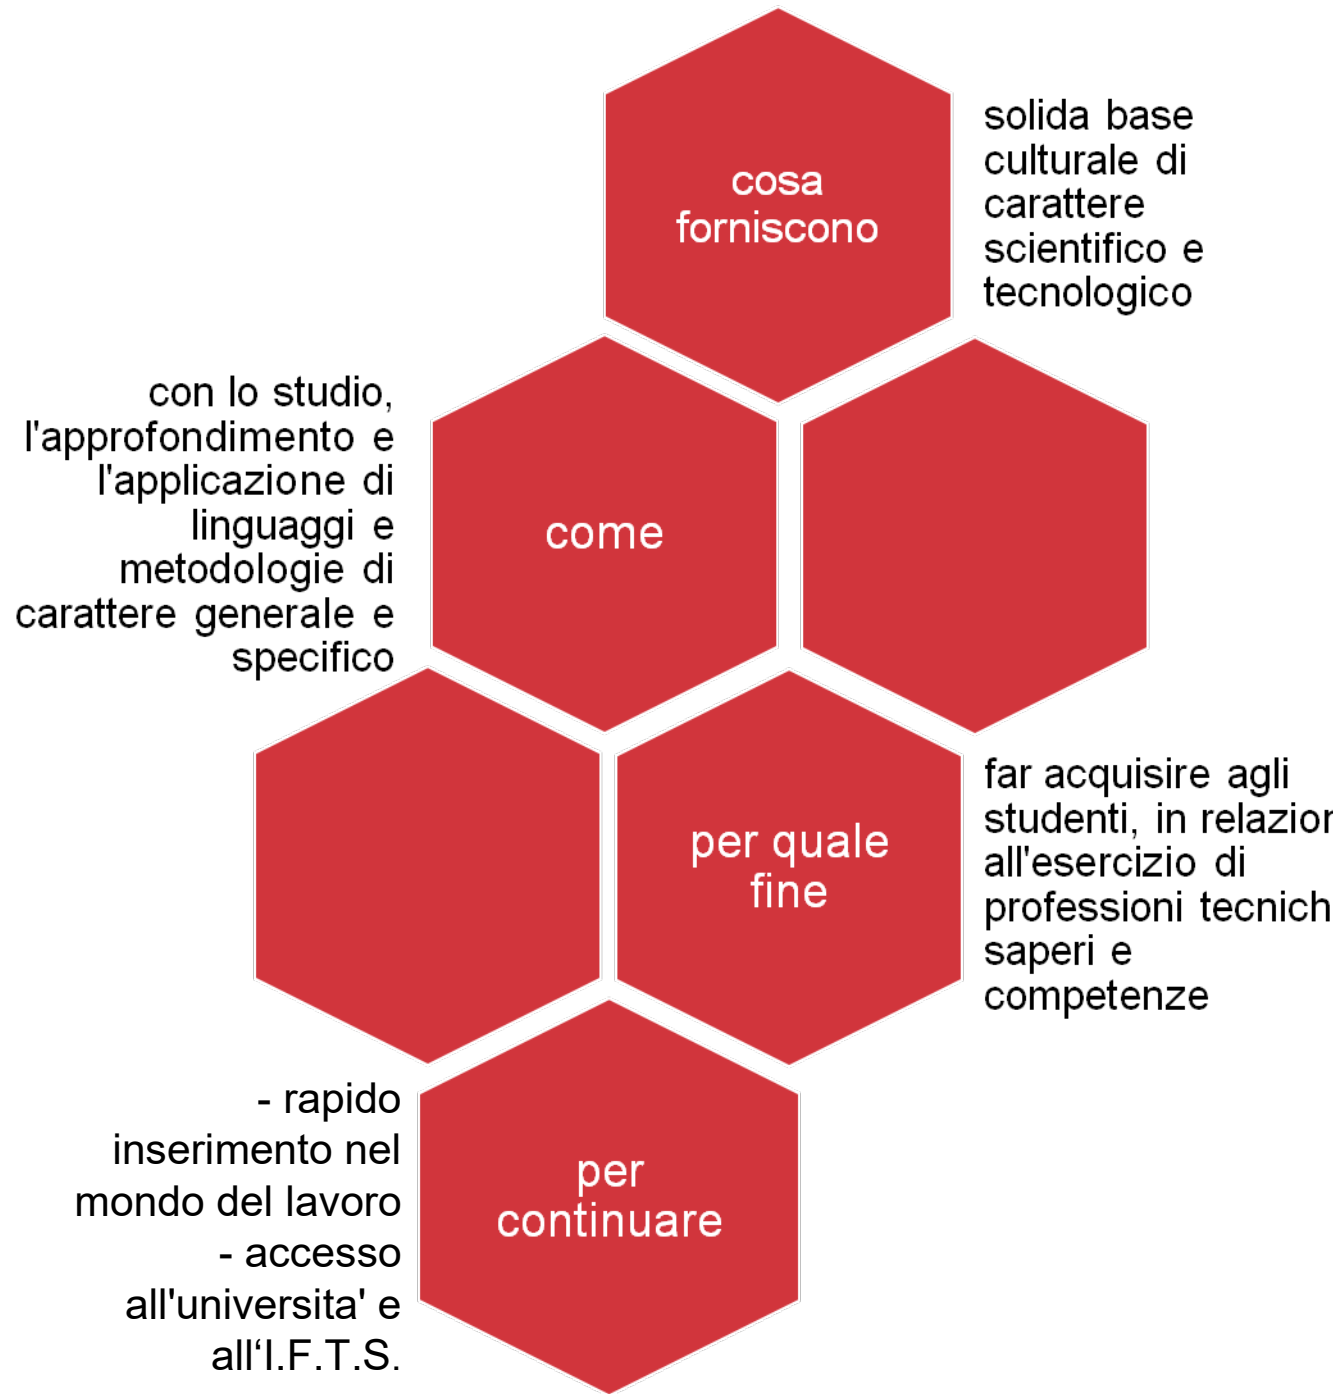 cosa
forniscono
solida base
culturale di
carattere
scientifico e
tecnologico
con lo studio,
l'approfondimento e
l'applicazione di
linguaggi e
metodologie di
carattere generale e
specifico
come
per quale
fine
far acquisire agli
studenti, in relazior
all'esercizio di
professioni tecnich
saperi e
competenze
- rapido
inserimento nel
mondo del lavoro
- accesso
all'universita' e
all‘I.F.T.S.
per
continuare